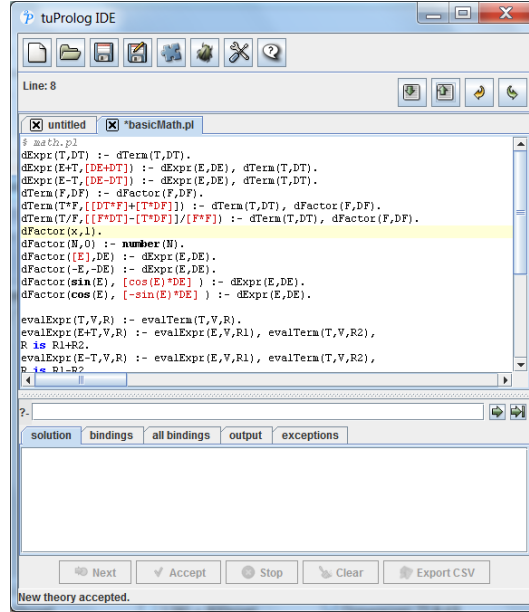 tuProlog IDE
Line: 8
untitled
*basicMath.pl
% math.pl
dExpr(T,DT) :- dTerm(T,DT).
dExpr(E+T,[DE+DT]) :- dExpr(E,DE), dTerm(T,DT).
dExpr(E-T,[DE-DT]) :- dExpr(E,DE), dTerm(T,DT).
dTerm(F,DF) :- dFactor(F,DF).
dTerm(T*F,[[DT*F]+[T*DF]]) :- dTerm(T,DT), dFactor(F,DF).
dTerm(T/F,[[F*DT]-[T*DF]]/[F*F]) :- dTerm(T,DT), dFactor(F,DF).
dFactor(x,1).
dFactor(N,0) :- number(N).
dFactor([E],DE) :- dExpr(E,DE).
dFactor(-E,-DE) :- dExpr(E,DE).
dFactor(sin(E), [cos(E)*DE] ) :- dExpr(E,DE).
dFactor(cos(E), [-sin(E)*DE] ) :- dExpr(E,DE).
evalExpr(T,V,R) :- evalTerm(T,V,R).
evalExpr(E+T,V,R) :- evalExpr(E,V,R1), evalTerm(T,V,R2),
R is R1+R2.
evalExpr(E-T,V,R) :- evalExpr(E,V,R1), evalTerm(T,V,R2),
R is R1-R2.
?-
solution bindings all bindings output exceptions
Next Accept Stop Clear Export CSV
New theory accepted.